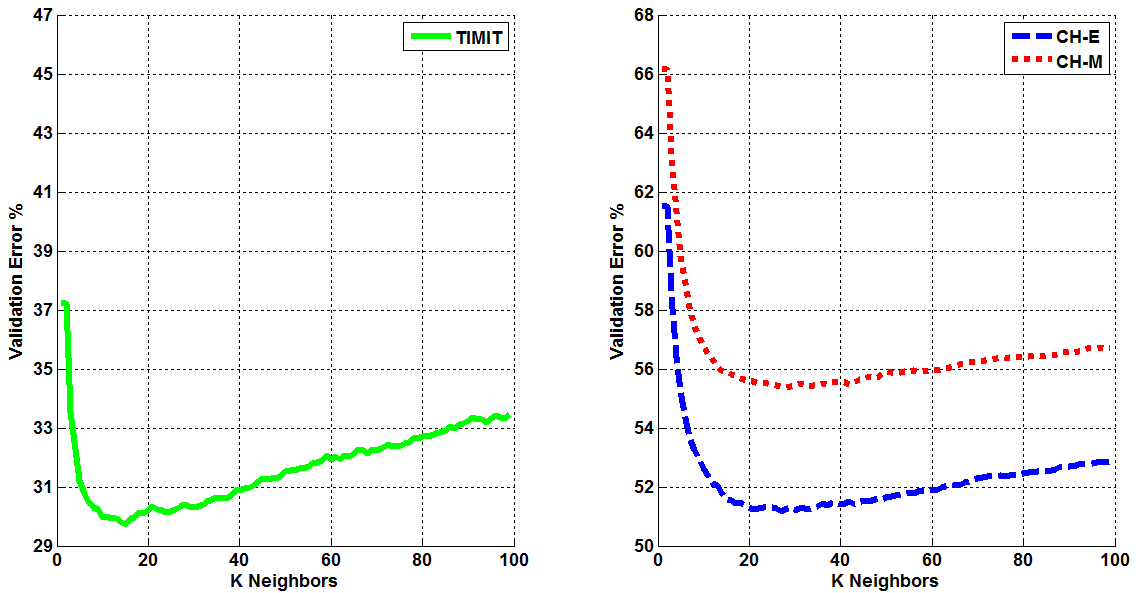 47
45
43
41
39
37
35
33
31
29
0 20 40 60 80 100
K Neighbors
Validation Error %
TIMIT
68
66
64
62
60
58
56
54
52
50
0 20 40 60 80 100
K Neighbors
Validation Error %
CH-E
CH-M